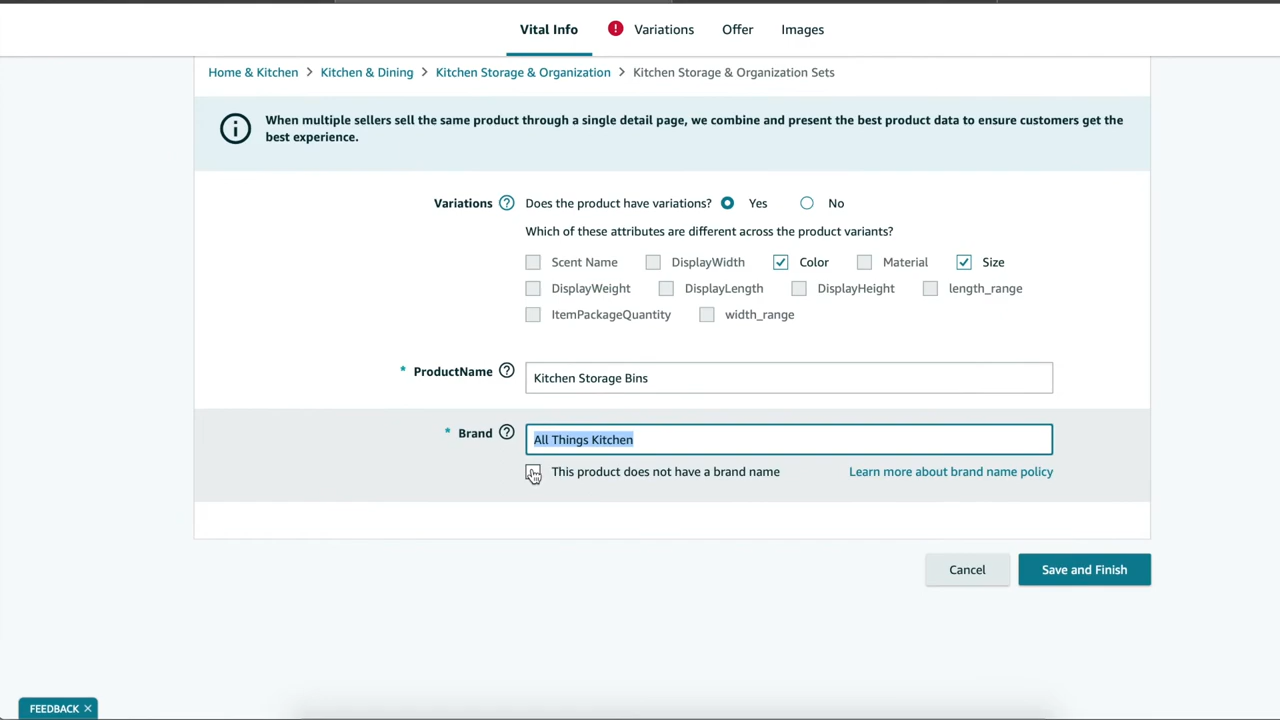 Vital Info ! Variations Offer Images
Home & Kitchen > Kitchen & Dining > Kitchen Storage & Organization > Kitchen Storage & Organization Sets
When multiple sellers sell the same product through a single detail page, we combine and present the best product data to ensure customers get the
best experience.
Variations ? Does the product have variations? Yes No
Which of these attributes are different across the product variants?
Scent Name DisplayWidth Color Material Size
DisplayWeight DisplayLength DisplayHeight length_range
ItemPackageQuantity width_range
* ProductName ? Kitchen Storage Bins
* Brand ? All Things Kitchen
This product does not have a brand name Learn more about brand name policy
Cancel Save and Finish
FEEDBACK ×